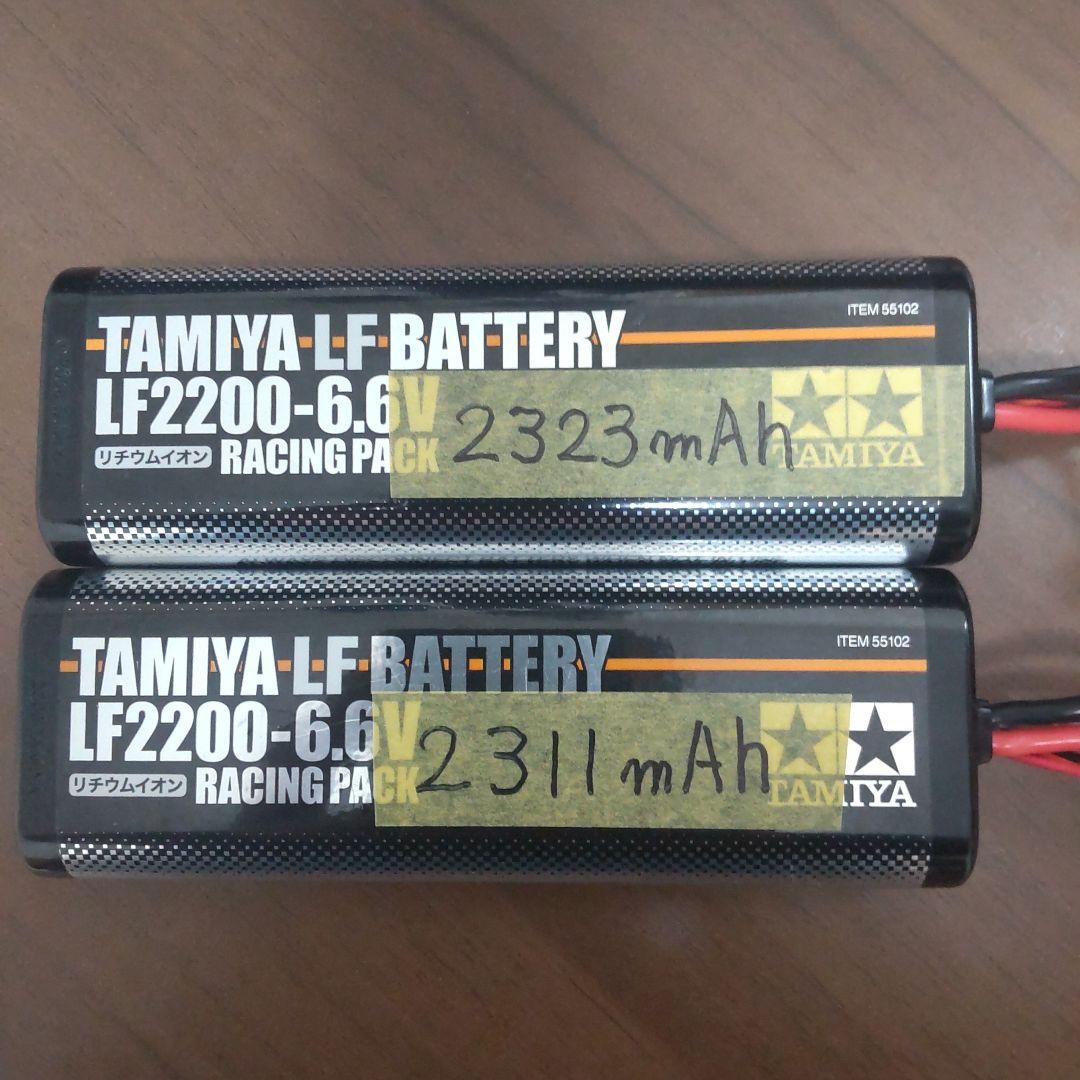 ITEM 55102
TAMIYA LF BATTERY
LF2200-6.6V
2323mAh
リチウムイオン RACING PACK
TAMIYA
ITEM 55102
TAMIYA LF BATTERY
LF2200-6.6V
2311mAh
リチウムイオン RACING PACK
TAMIYA